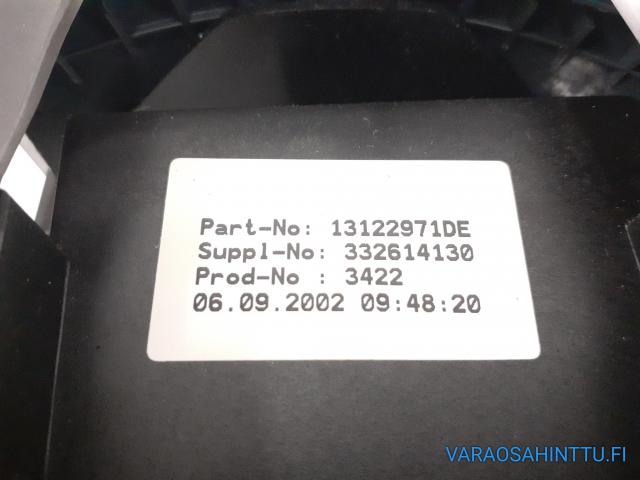 Part-No: 13122971DE
Suppl-No: 332614130
Prod-No : 3422
06.09.2002 09:48:20
VARAOSAHINTTU.FI